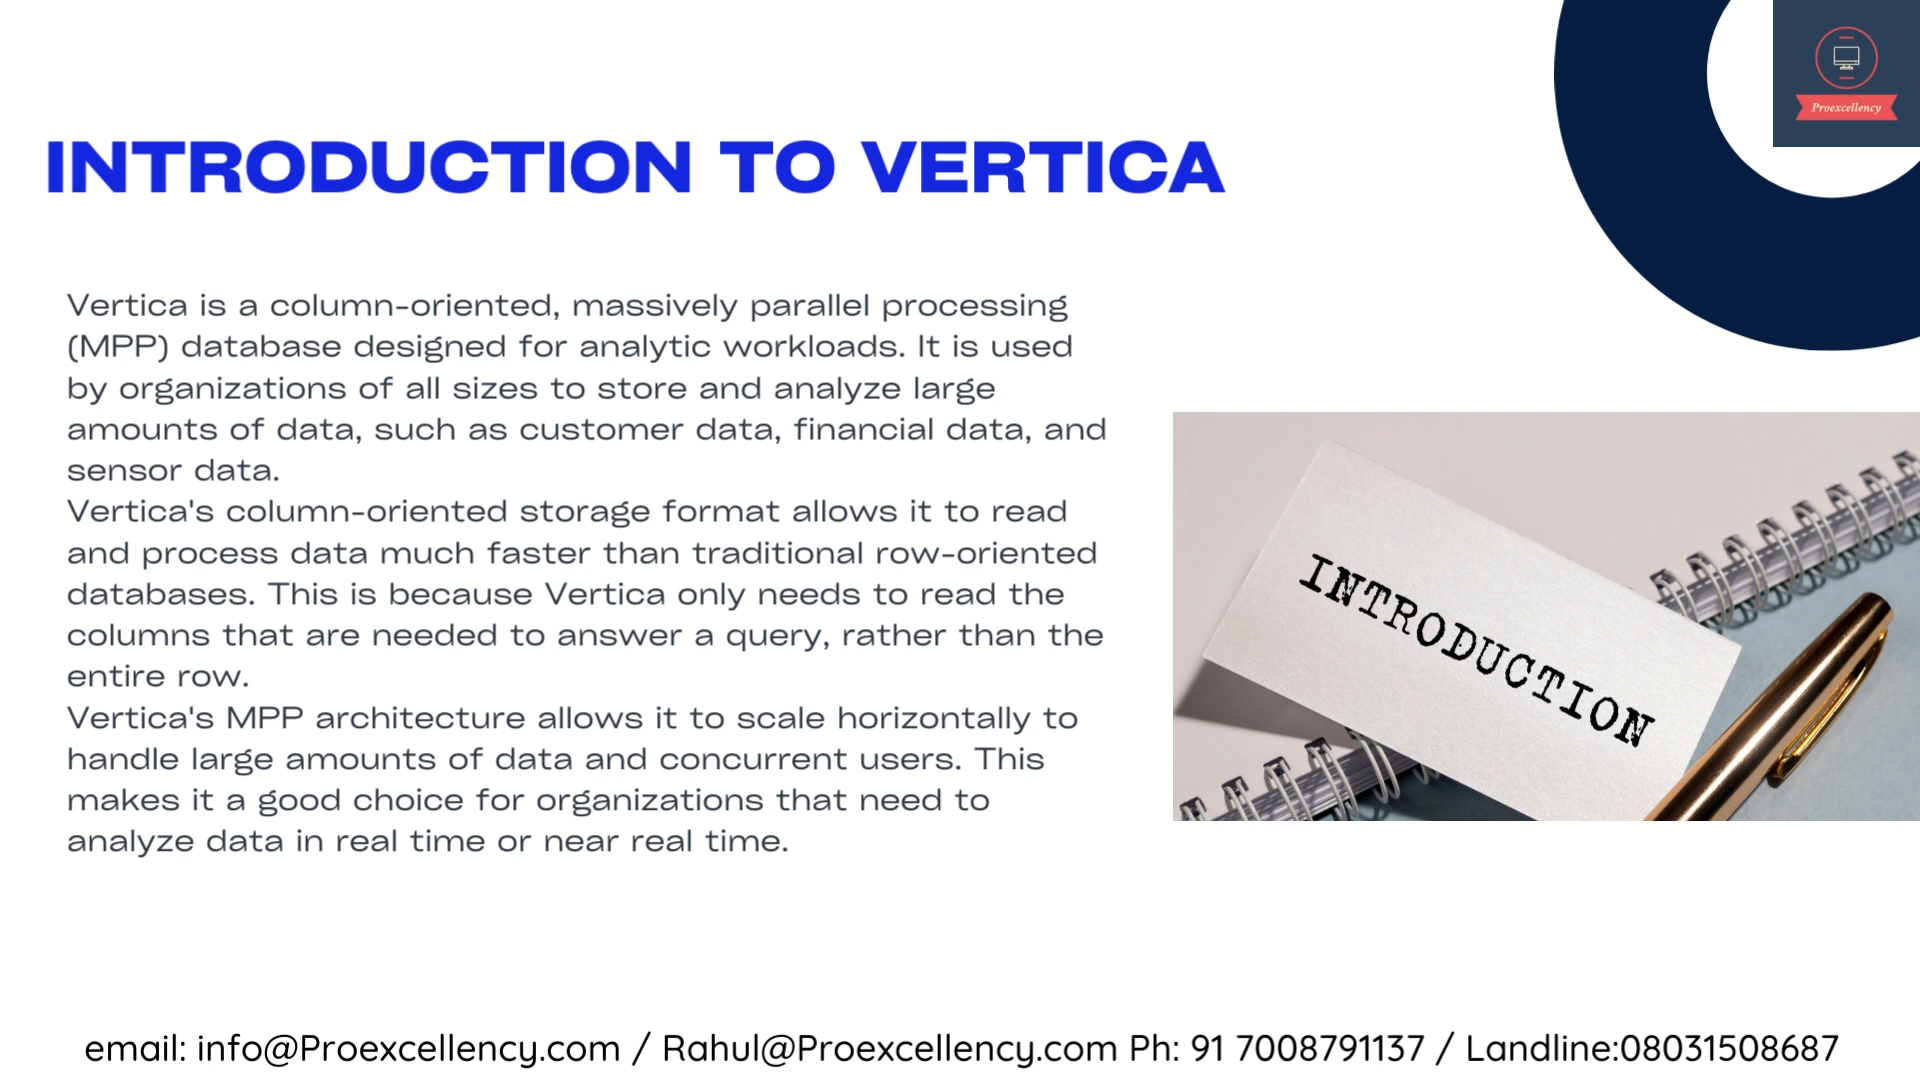 Proexcellency
INTRODUCTION TO VERTICA
Vertica is a column-oriented, massively parallel processing
(MPP) database designed for analytic workloads. It is used
by organizations of all sizes to store and analyze large
amounts of data, such as customer data, financial data, and
sensor data.
Vertica's column-oriented storage format allows it to read
and process data much faster than traditional row-oriented
databases. This is because Vertica only needs to read the
columns that are needed to answer a query, rather than the
entire row.
Vertica's MPP architecture allows it to scale horizontally to
handle large amounts of data and concurrent users. This
makes it a good choice for organizations that need to
analyze data in real time or near real time.
INTRODUCTION
email: info@Proexcellency.com / Rahul@Proexcellency.com Ph: 91 7008791137 / Landline:08031508687